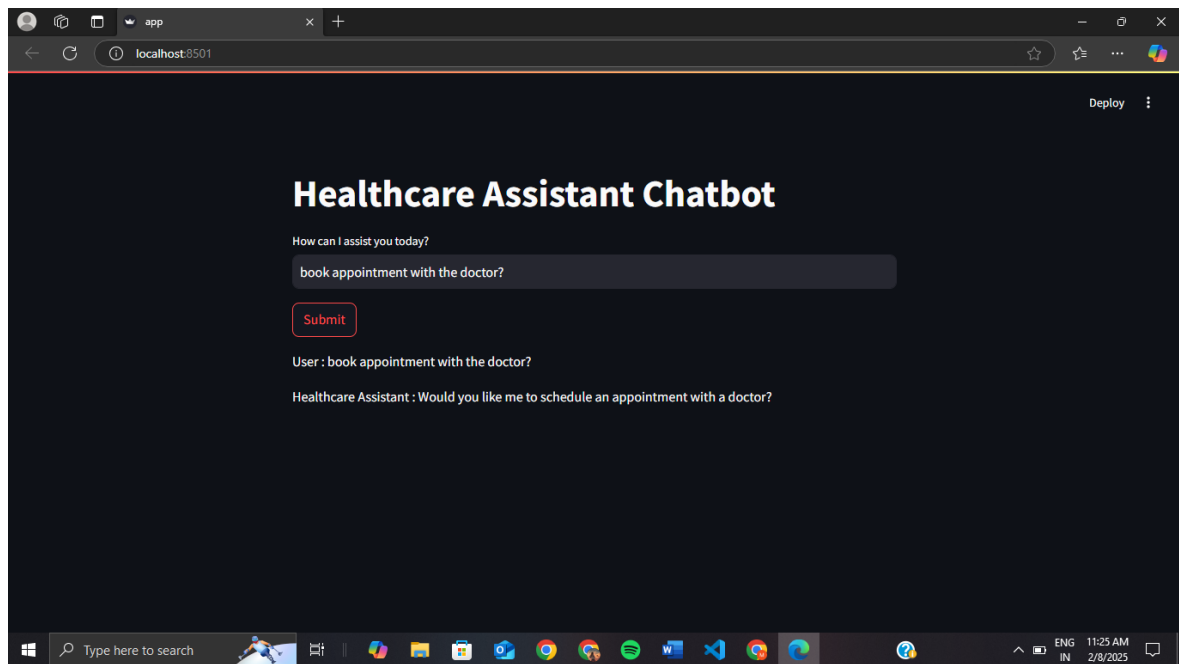 app
localhost:8501
Deploy
Healthcare Assistant Chatbot
How can I assist you today?
book appointment with the doctor?
Submit
User : book appointment with the doctor?
Healthcare Assistant : Would you like me to schedule an appointment with a doctor?
Type here to search
ENG
IN
11:25 AM
2/8/2025